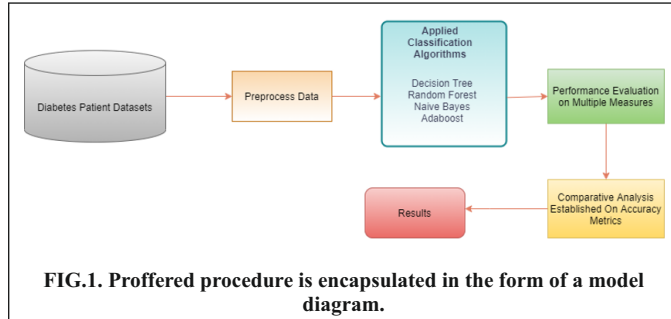 Diabetes Patient Datasets
Preprocess Data
Applied
Classification
Algorithms
Decision Tree
Random Forest
Naive Bayes
Adaboost
Performance Evaluation
on Multiple Measures
Comparative Analysis
Established On Accuracy
Metrics
Results
FIG.1. Proffered procedure is encapsulated in the form of a model
diagram.